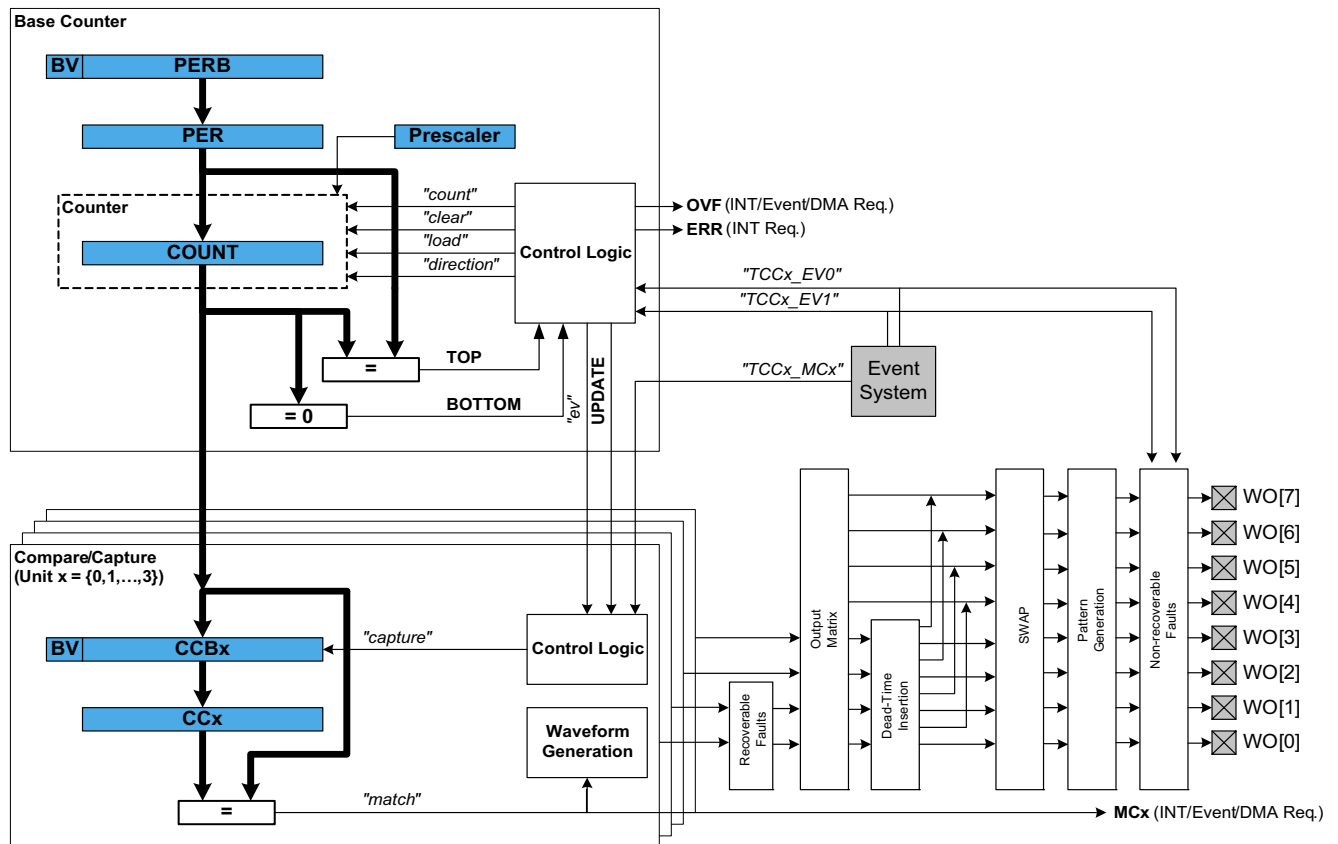 Base Counter
BV PERB
PER Prescaler
"count"
OVF (INT/Event/DMA Req.)
Counter
"clear"
ERR (INT Req.)
"load"
Control Logic
COUNT
"direction"
"TCCx_EV0"
"TCCx_EV1"
=
TOP
"TCCx_MCx"
Event
System
= 0
BOTTOM
"ev"
UPDATE
Compare/Capture
(Unit x = {0,1,…,3})
BV CCBx
"capture"
Control Logic
CCx
Waveform
Generation
=
"match"
Recoverable
Faults
Output
Matrix
Dead-Time
Insertion
SWAP
Pattern
Generation
Non-recoverable
Faults
WO[7]
WO[6]
WO[5]
WO[4]
WO[3]
WO[2]
WO[1]
WO[0]
MCx (INT/Event/DMA Req.)